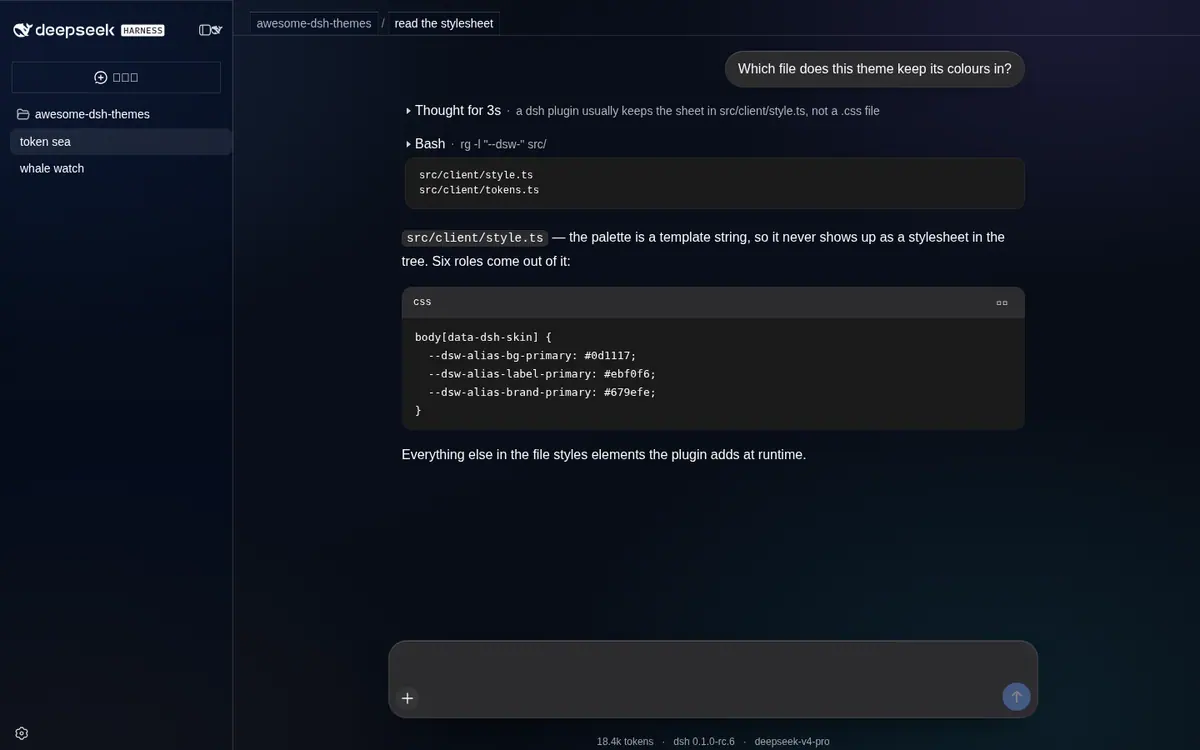 deepseek HARNESS
awesome-dsh-themes
token sea
whale watch
awesome-dsh-themes / read the stylesheet
Which file does this theme keep its colours in?
Thought for 3s · a dsh plugin usually keeps the sheet in src/client/style.ts, not a .css file
Bash · rg -l "--dsw-" src/
src/client/style.ts
src/client/tokens.ts
src/client/style.ts — the palette is a template string, so it never shows up as a stylesheet in the
tree. Six roles come out of it:
css
body[data-dsh-skin] {
--dsw-alias-bg-primary: #0d1117;
--dsw-alias-label-primary: #ebf0f6;
--dsw-alias-brand-primary: #679efe;
}
Everything else in the file styles elements the plugin adds at runtime.
18.4k tokens · dsh 0.1.0-rc.6 · deepseek-v4-pro